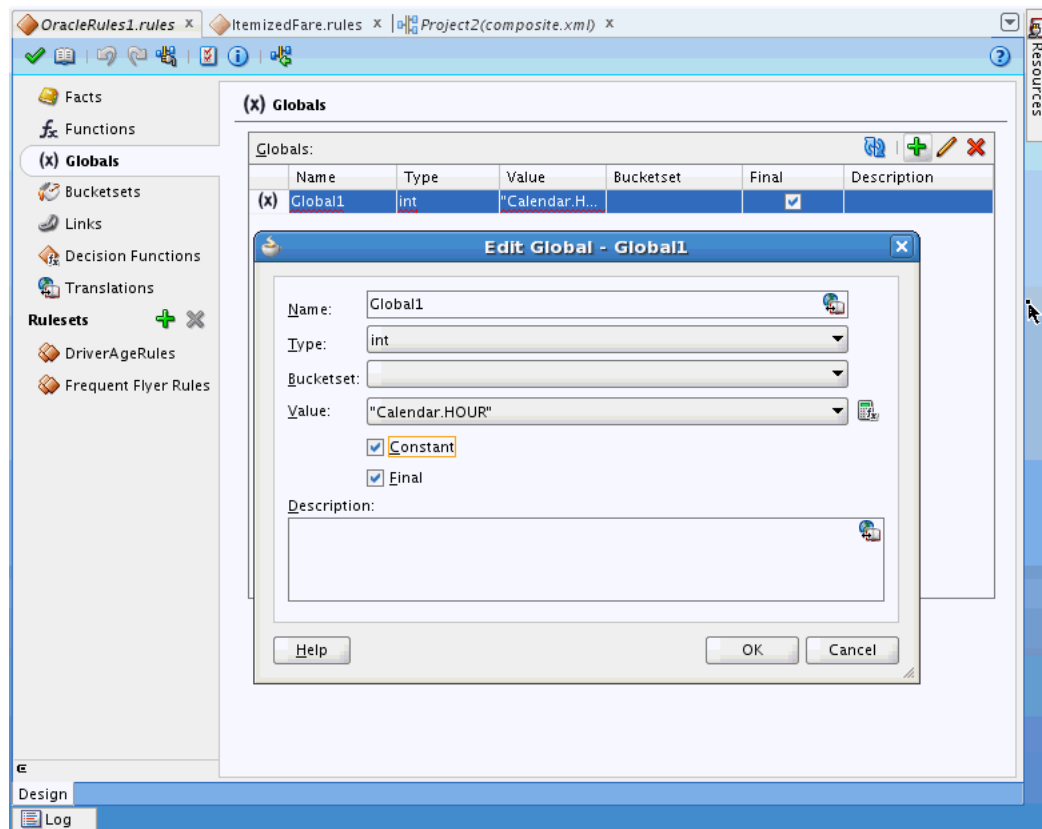 OracleRules1.rules x ItemizedFare.rules x Project2(composite.xml) x
Resources
Facts
Functions
(x) Globals
Bucketsets
Links
Decision Functions
Translations
Rulesets
DriverAgeRules
Frequent Flyer Rules
(x) Globals
Globals:
Name Type Value Bucketset Final Description
(x) Global1 int "Calendar.H...
Edit Global - Global1
Name: Global1
Type: int
Bucketset:
Value: "Calendar.HOUR"
Constant
Final
Description:
Help OK Cancel
Design
Log